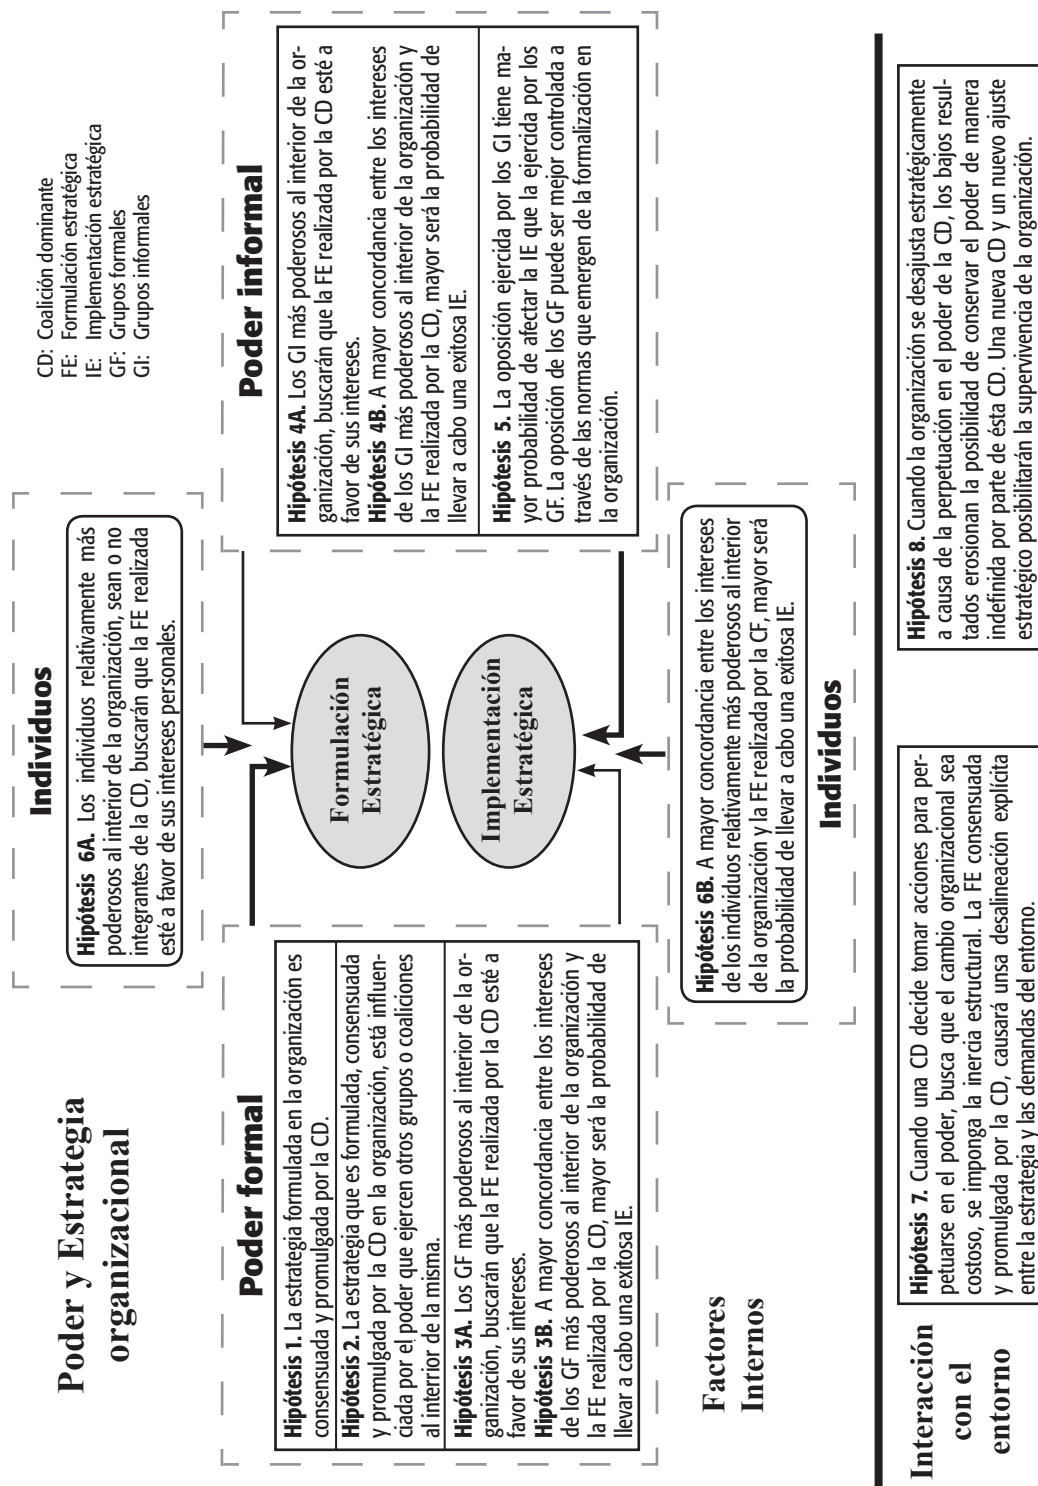 Poder y Estrategia
organizacional
CD: Coalición dominante
FE: Formulación estratégica
IE: Implementación estratégica
GF: Grupos formales
GI: Grupos informales
Individuos
Hipótesis 6A. Los individuos relativamente más
poderosos al interior de la organización, sean o no
integrantes de la CD, buscarán que la FE realizada
esté a favor de sus intereses personales.
Poder formal
Hipótesis 1. La estrategia formulada en la organización es
consensuada y promulgada por la CD.
Hipótesis 2. La estrategia que es formulada, consensuada
y promulgada por la CD en la organización, está influen-
ciada por el poder que ejercen otros grupos o coaliciones
al interior de la misma.
Hipótesis 3A. Los GF más poderosos al interior de la or-
ganización, buscarán que la FE realizada por la CD esté a
favor de sus intereses.
Hipótesis 3B. A mayor concordancia entre los intereses
de los GF más poderosos al interior de la organización y
la FE realizada por la CD, mayor será la probabilidad de
llevar a cabo una exitosa IE.
Formulación
Estratégica
Implementación
Estratégica
Poder informal
Hipótesis 4A. Los GI más poderosos al interior de la or-
ganización, buscarán que la FE realizada por la CD esté a
favor de sus intereses.
Hipótesis 4B. A mayor concordancia entre los intereses
de los GI más poderosos al interior de la organización y
la FE realizada por la CD, mayor será la probabilidad de
llevar a cabo una exitosa IE.
Hipótesis 5. La oposición ejercida por los GI tiene ma-
yor probabilidad de afectar la IE que la ejercida por los
GF. La oposición de los GF puede ser mejor controlada a
través de las normas que emergen de la formalización en
la organización.
Factores
Internos
Hipótesis 6B. A mayor concordancia entre los intereses
de los individuos relativamente más poderosos al interior
de la organización y la FE realizada por la CF, mayor será
la probabilidad de llevar a cabo una exitosa IE.
Individuos
Interacción
con el
entorno
Hipótesis 7. Cuando una CD decide tomar acciones para per-
petuarse en el poder, busca que el cambio organizacional sea
costoso, se imponga la inercia estructural. La FE consensuada
y promulgada por la CD, causará unsa desalineación explícita
entre la estrategia y las demandas del entorno.
Hipótesis 8. Cuando la organización se desajusta estratégicamente
a causa de la perpetuación en el poder de la CD, los bajos resul-
tados erosionan la posibilidad de conservar el poder de manera
indefinida por parte de ésta CD. Una nueva CD y un nuevo ajuste
estratégico posibilitarán la supervivencia de la organización.